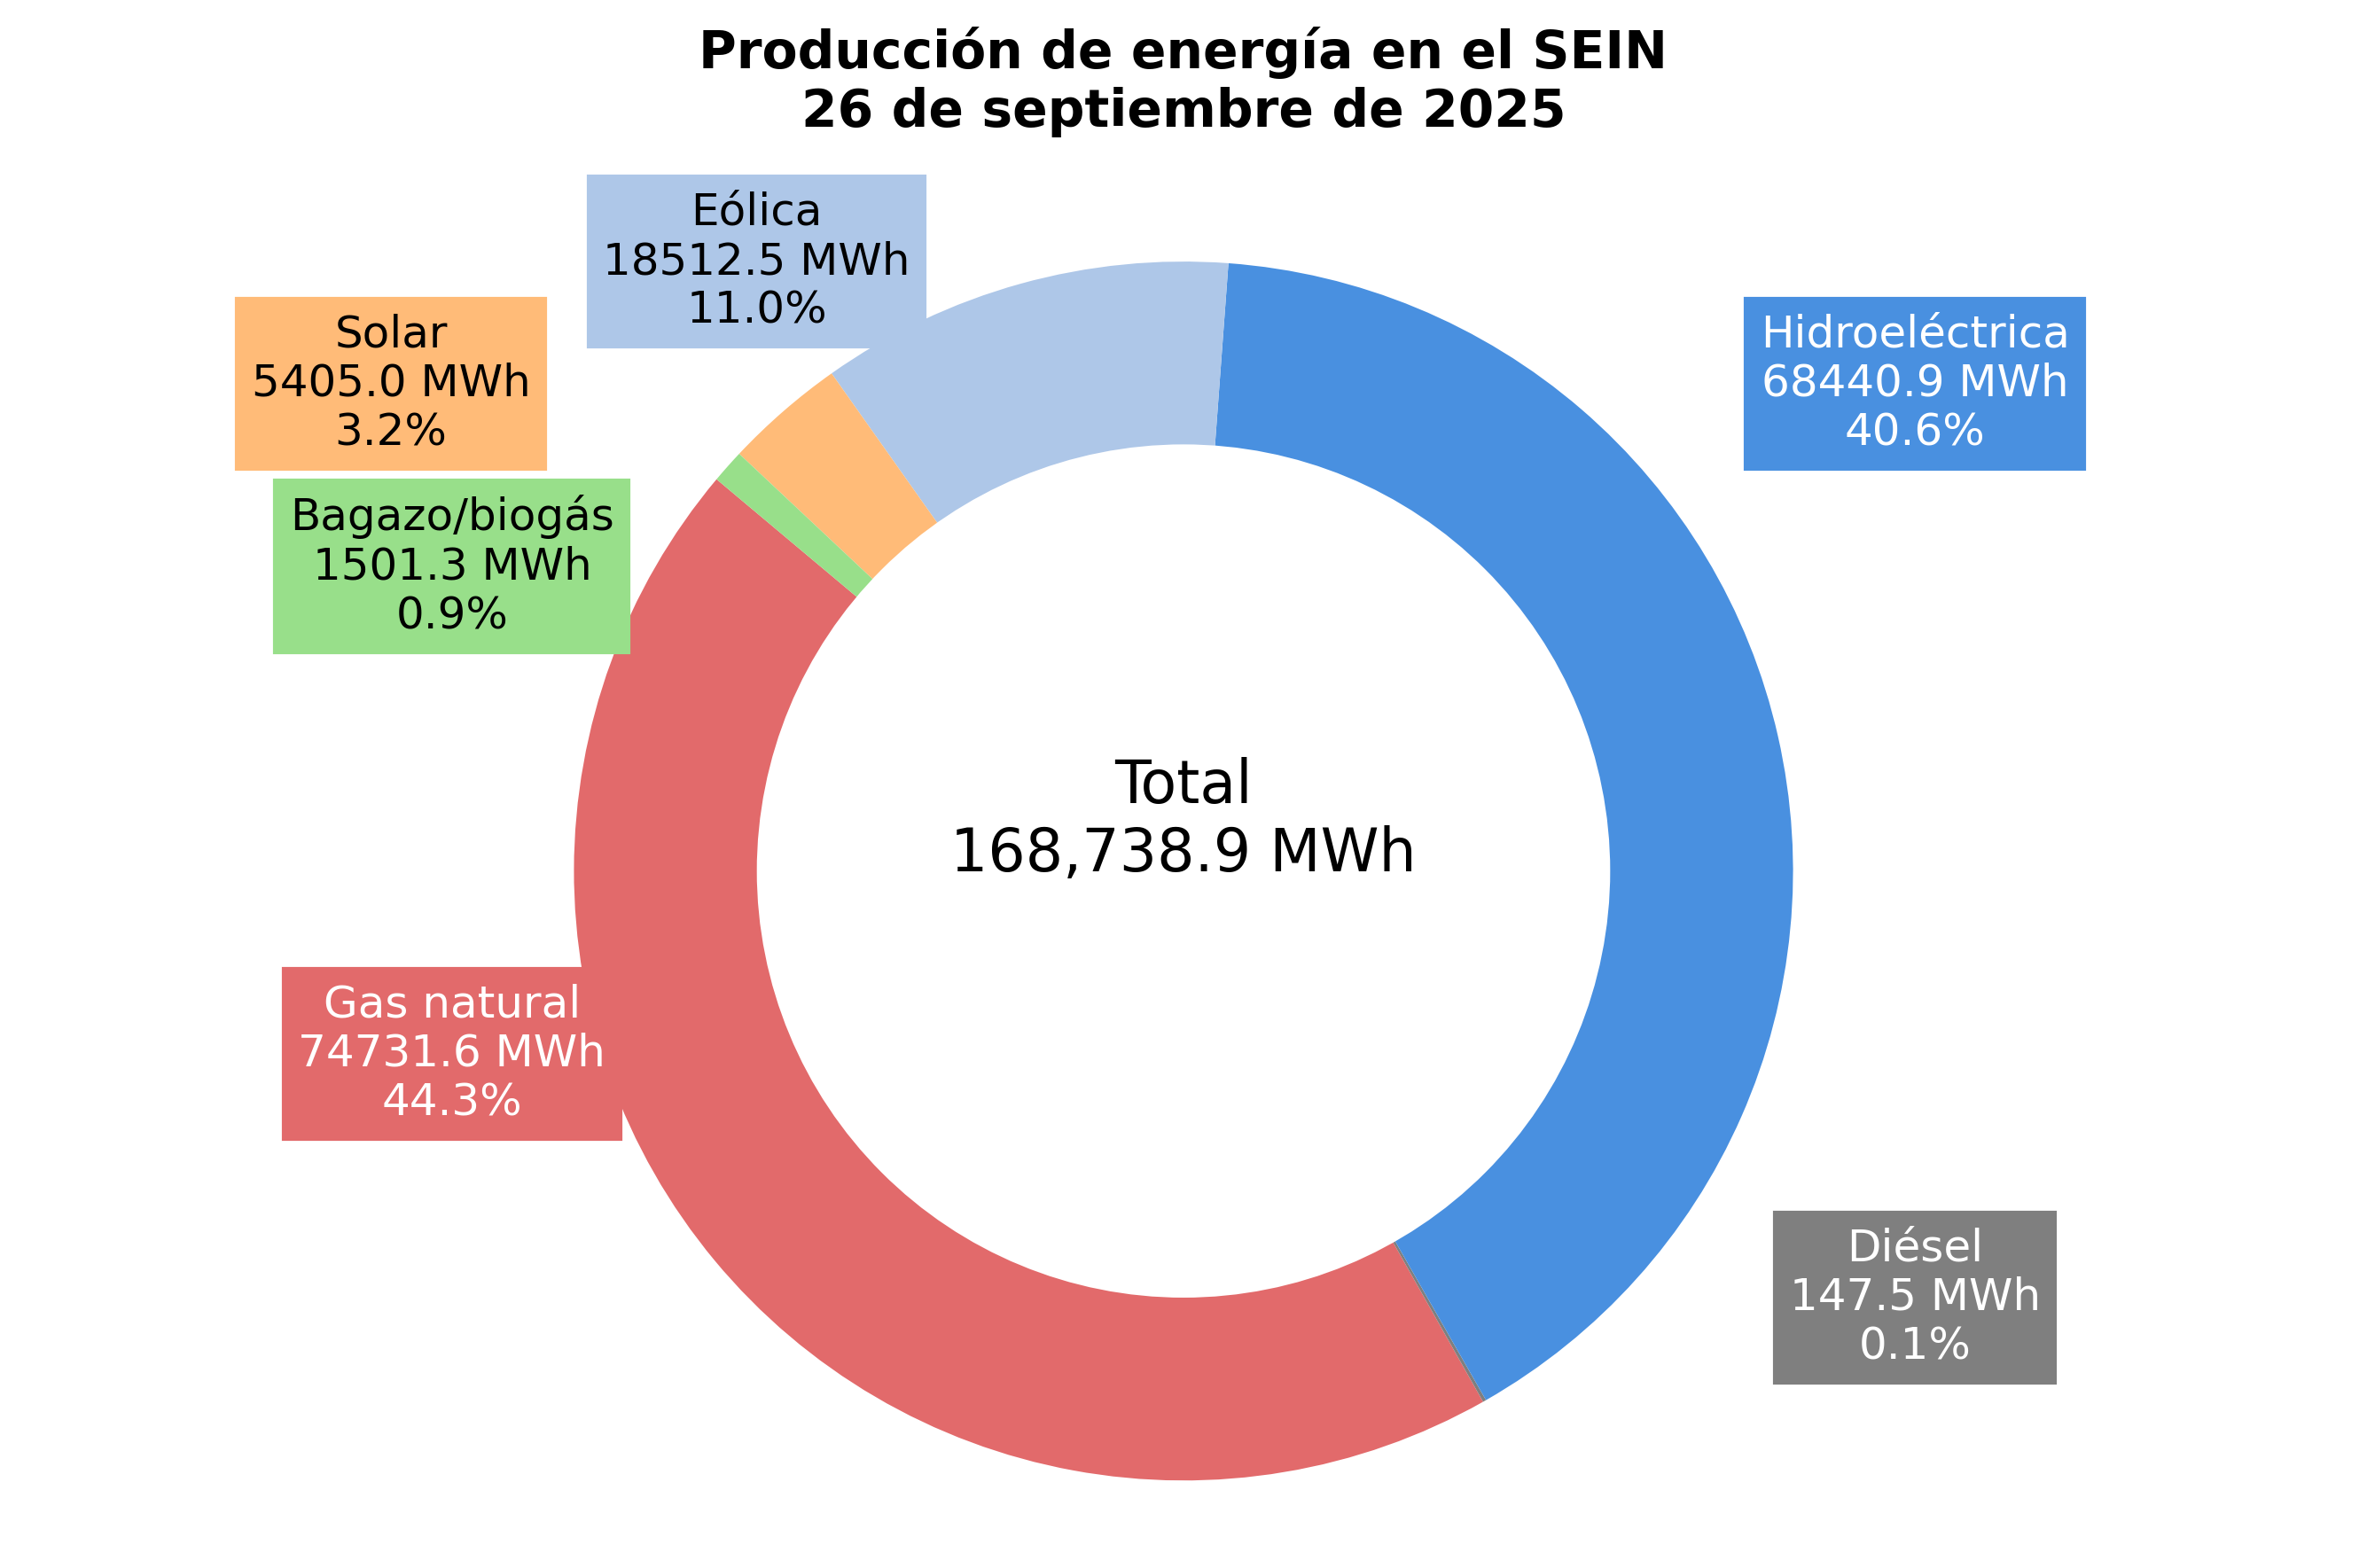 Producción de energía en el SEIN
26 de septiembre de 2025
Eólica
18512.5 MWh
11.0%
Solar
5405.0 MWh
3.2%
Hidroeléctrica
68440.9 MWh
40.6%
Bagazo/biogás
1501.3 MWh
0.9%
Total
168,738.9 MWh
Gas natural
74731.6 MWh
44.3%
Diésel
147.5 MWh
0.1%